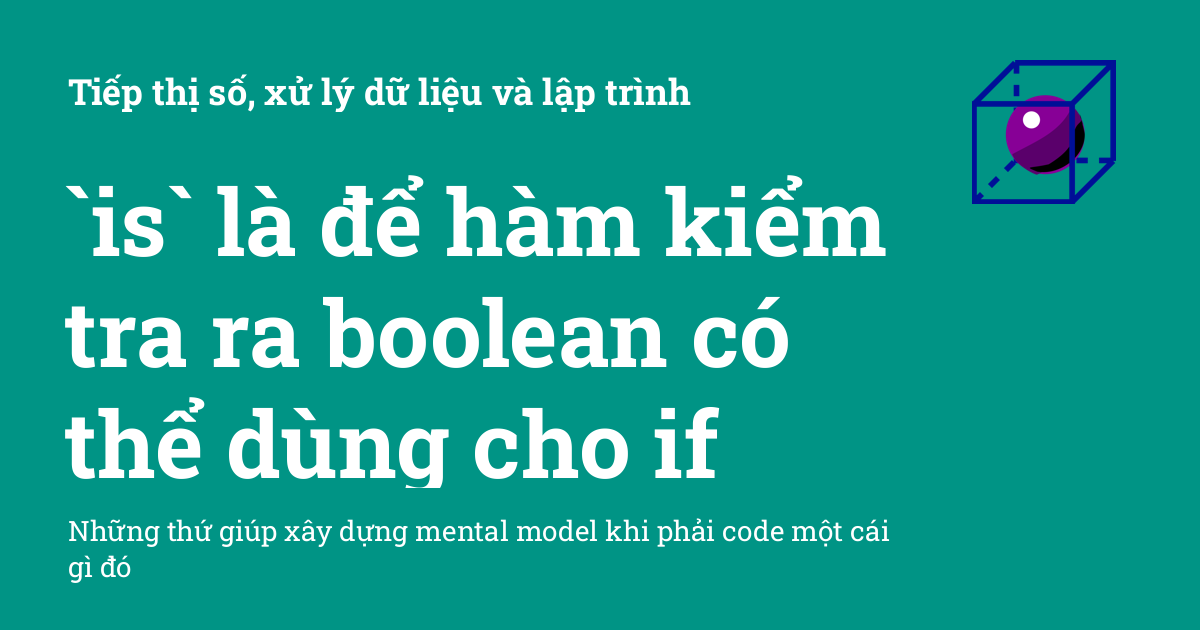 Tiếp thị số, xử lý dữ liệu và lập trình
`is` là để hàm kiểm
tra ra boolean có
thể dùng cho if
Những thứ giúp xây dựng mental model khi phải code một cái
gì đó